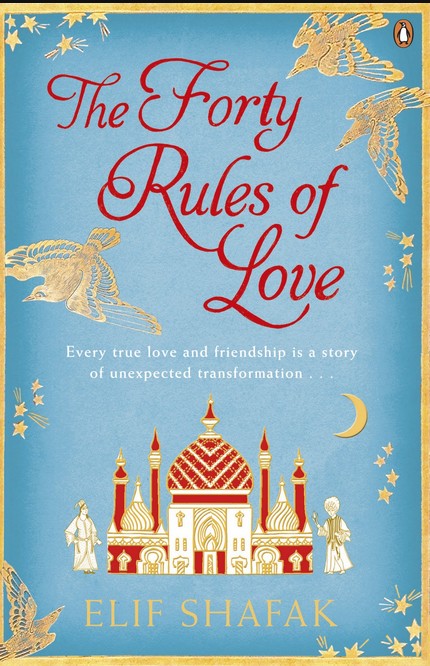 The Forty
Rules of
Love
Every true love and friendship is a story
of unexpected transformation . . .
ELIF SHAFAK